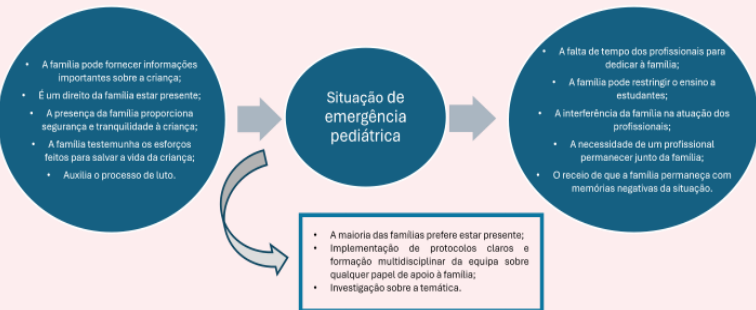 • A família pode fornecer informações
importantes sobre a criança;
• É um direito da família estar presente;
• A presença da família proporciona
segurança e tranquilidade à criança;
• A família testemunha os esforços
feitos para salvar a vida da criança;
• Auxilia o processo de luto.
Situação de
emergência
pediátrica
• A falta de tempo dos profissionais para
dedicar à família;
• A família pode restringir o ensino a
estudantes;
• A interferência da família na atuação dos
profissionais;
• A necessidade de um profissional
permanecer junto da família;
• O receio de que a família permaneça com
memórias negativas da situação.
• A maioria das famílias prefere estar presente;
• Implementação de protocolos claros e
formação multidisciplinar da equipa sobre
qualquer papel de apoio à família;
• Investigação sobre a temática.